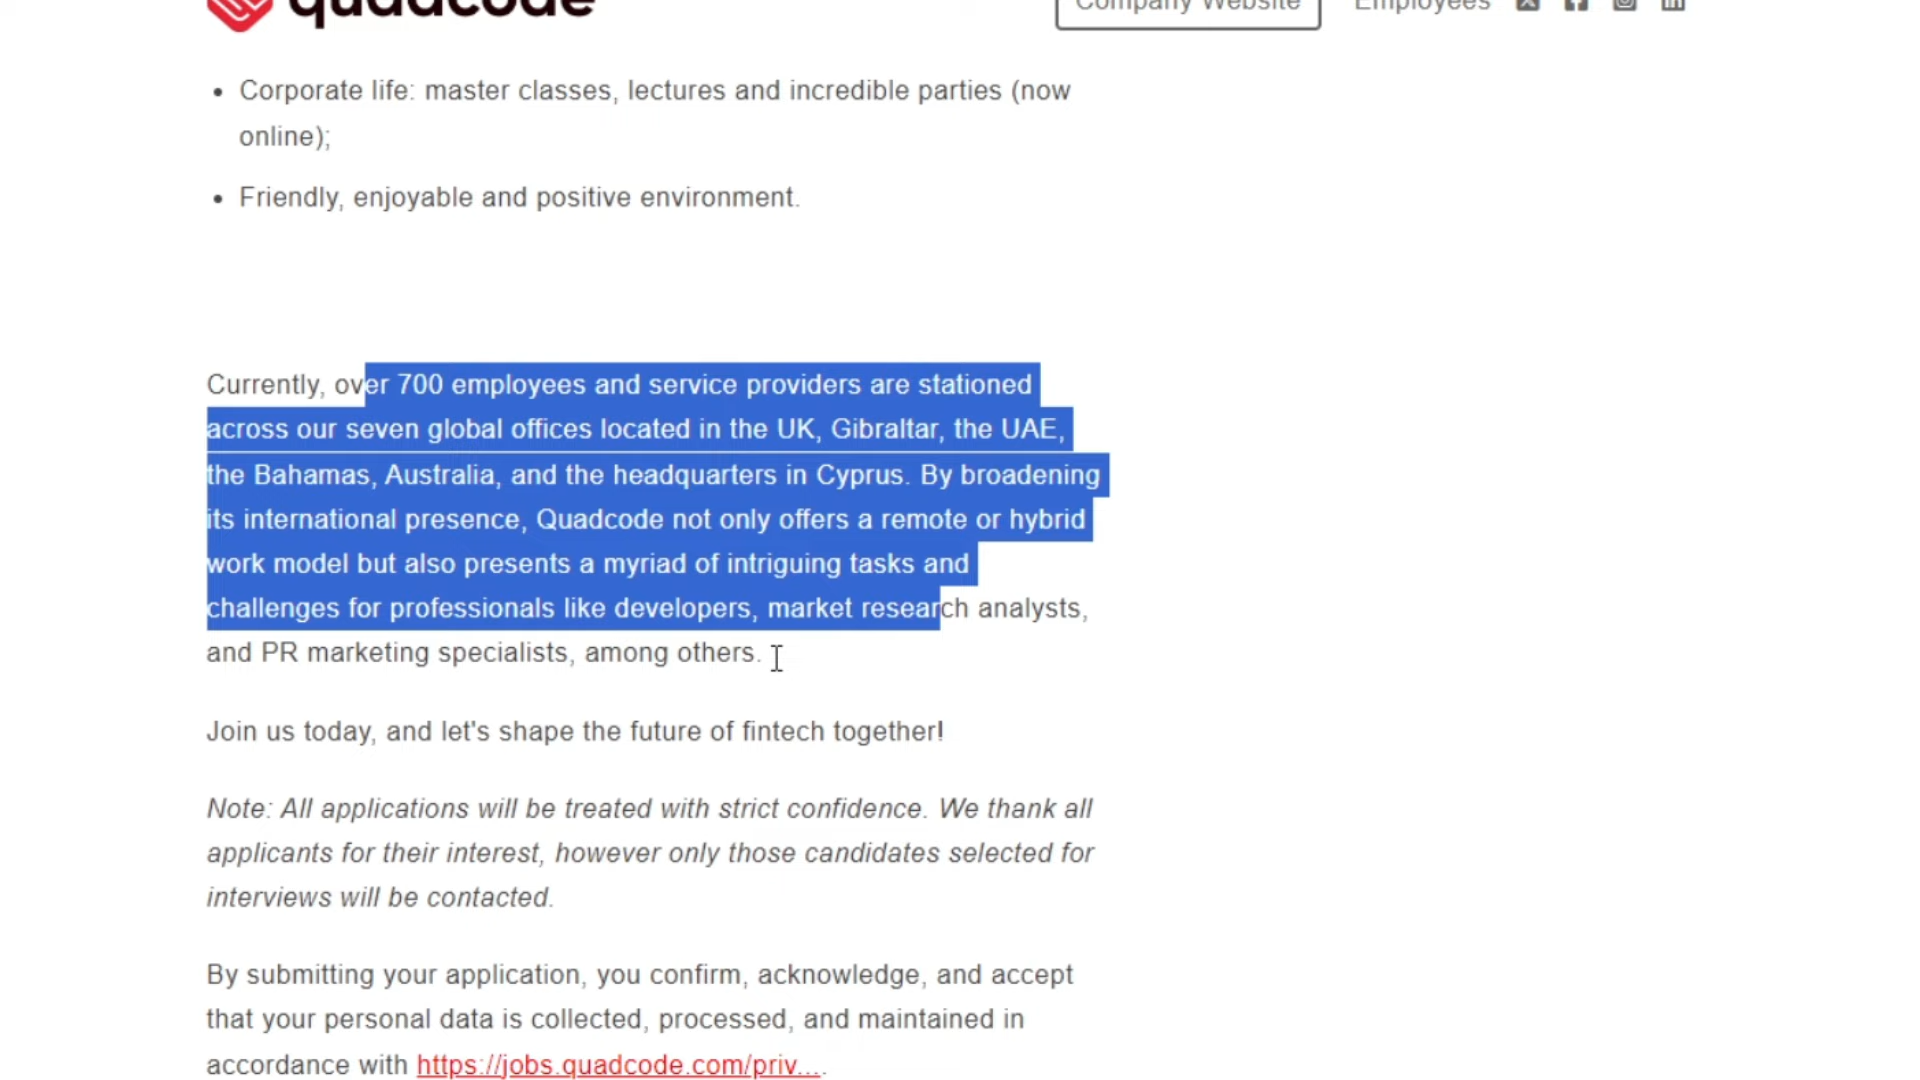 quadcode
Company Website
Employees
Corporate life: master classes, lectures and incredible parties (now
online);
Friendly, enjoyable and positive environment.
Currently, over 700 employees and service providers are stationed
across our seven global offices located in the UK, Gibraltar, the UAE,
the Bahamas, Australia, and the headquarters in Cyprus. By broadening
its international presence, Quadcode not only offers a remote or hybrid
work model but also presents a myriad of intriguing tasks and
challenges for professionals like developers, market research analysts,
and PR marketing specialists, among others.
Join us today, and let's shape the future of fintech together!
Note: All applications will be treated with strict confidence. We thank all
applicants for their interest, however only those candidates selected for
interviews will be contacted.
By submitting your application, you confirm, acknowledge, and accept
that your personal data is collected, processed, and maintained in
accordance with https://jobs.quadcode.com/priv....